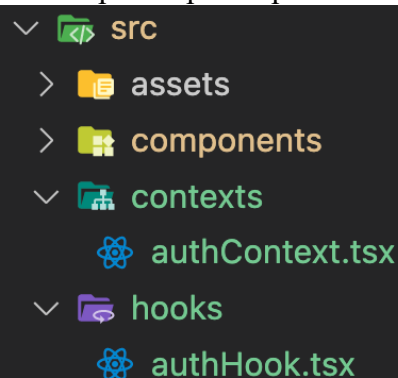 src
assets
components
contexts
authContext.tsx
hooks
authHook.tsx